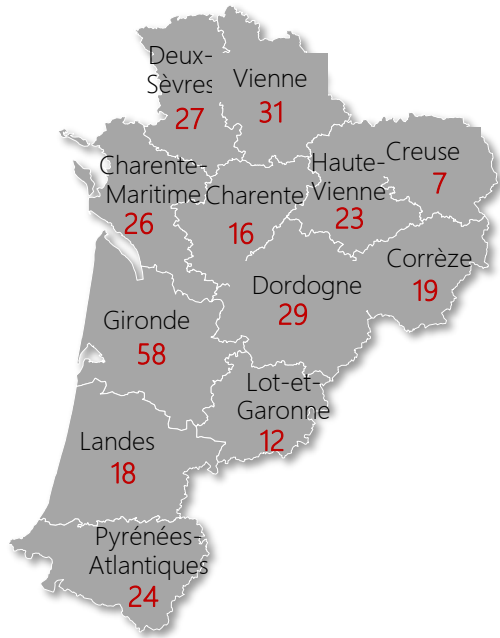 Deux-
Sèvres
27
Vienne
31
Charente-
Maritime
26
Charente
16
Haute-
Vienne
23
Creuse
7
Corrèze
19
Dordogne
29
Gironde
58
Lot-et-
Garonne
12
Landes
18
Pyrénées-
Atlantiques
24